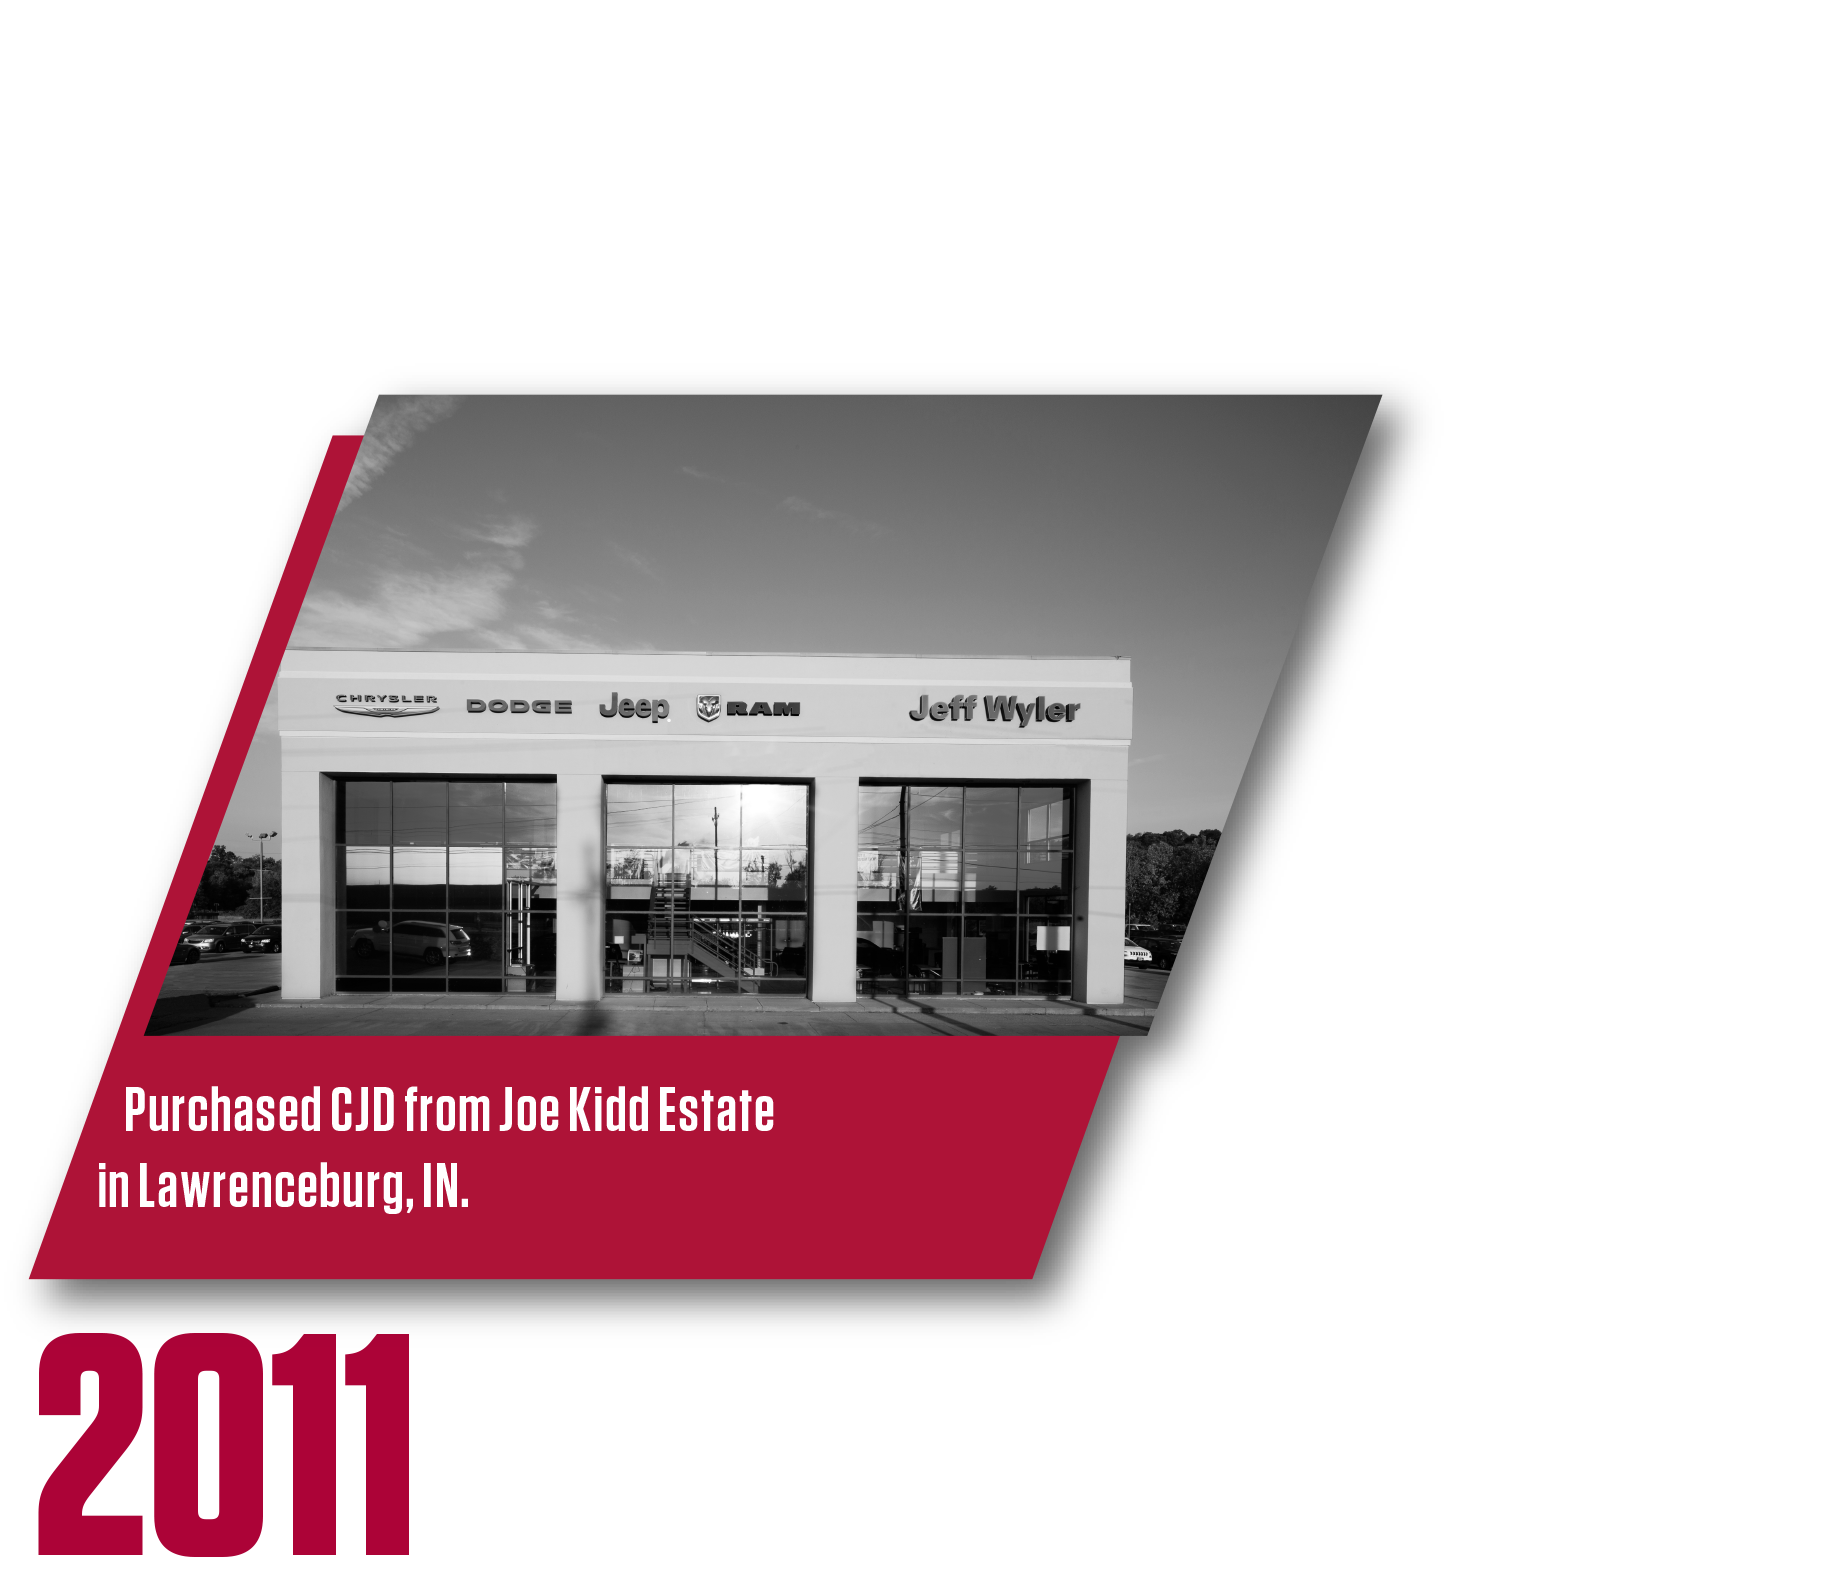 CHRYSLER DODGE Jeep RAM Jeff Wyler
Purchased CJD from Joe Kidd Estate
in Lawrenceburg, IN.
2011